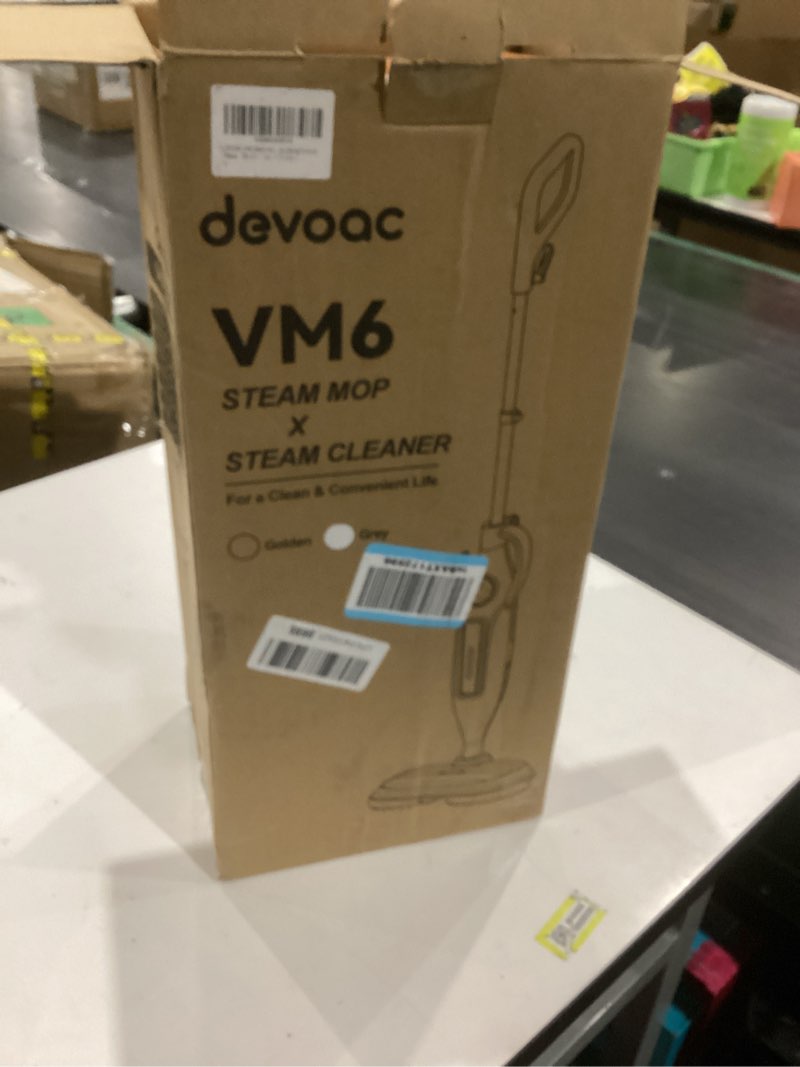 devoac
VM6
STEAM MOP
X
STEAM CLEANER
For a Clean & Convenient Life
Golden
Grey